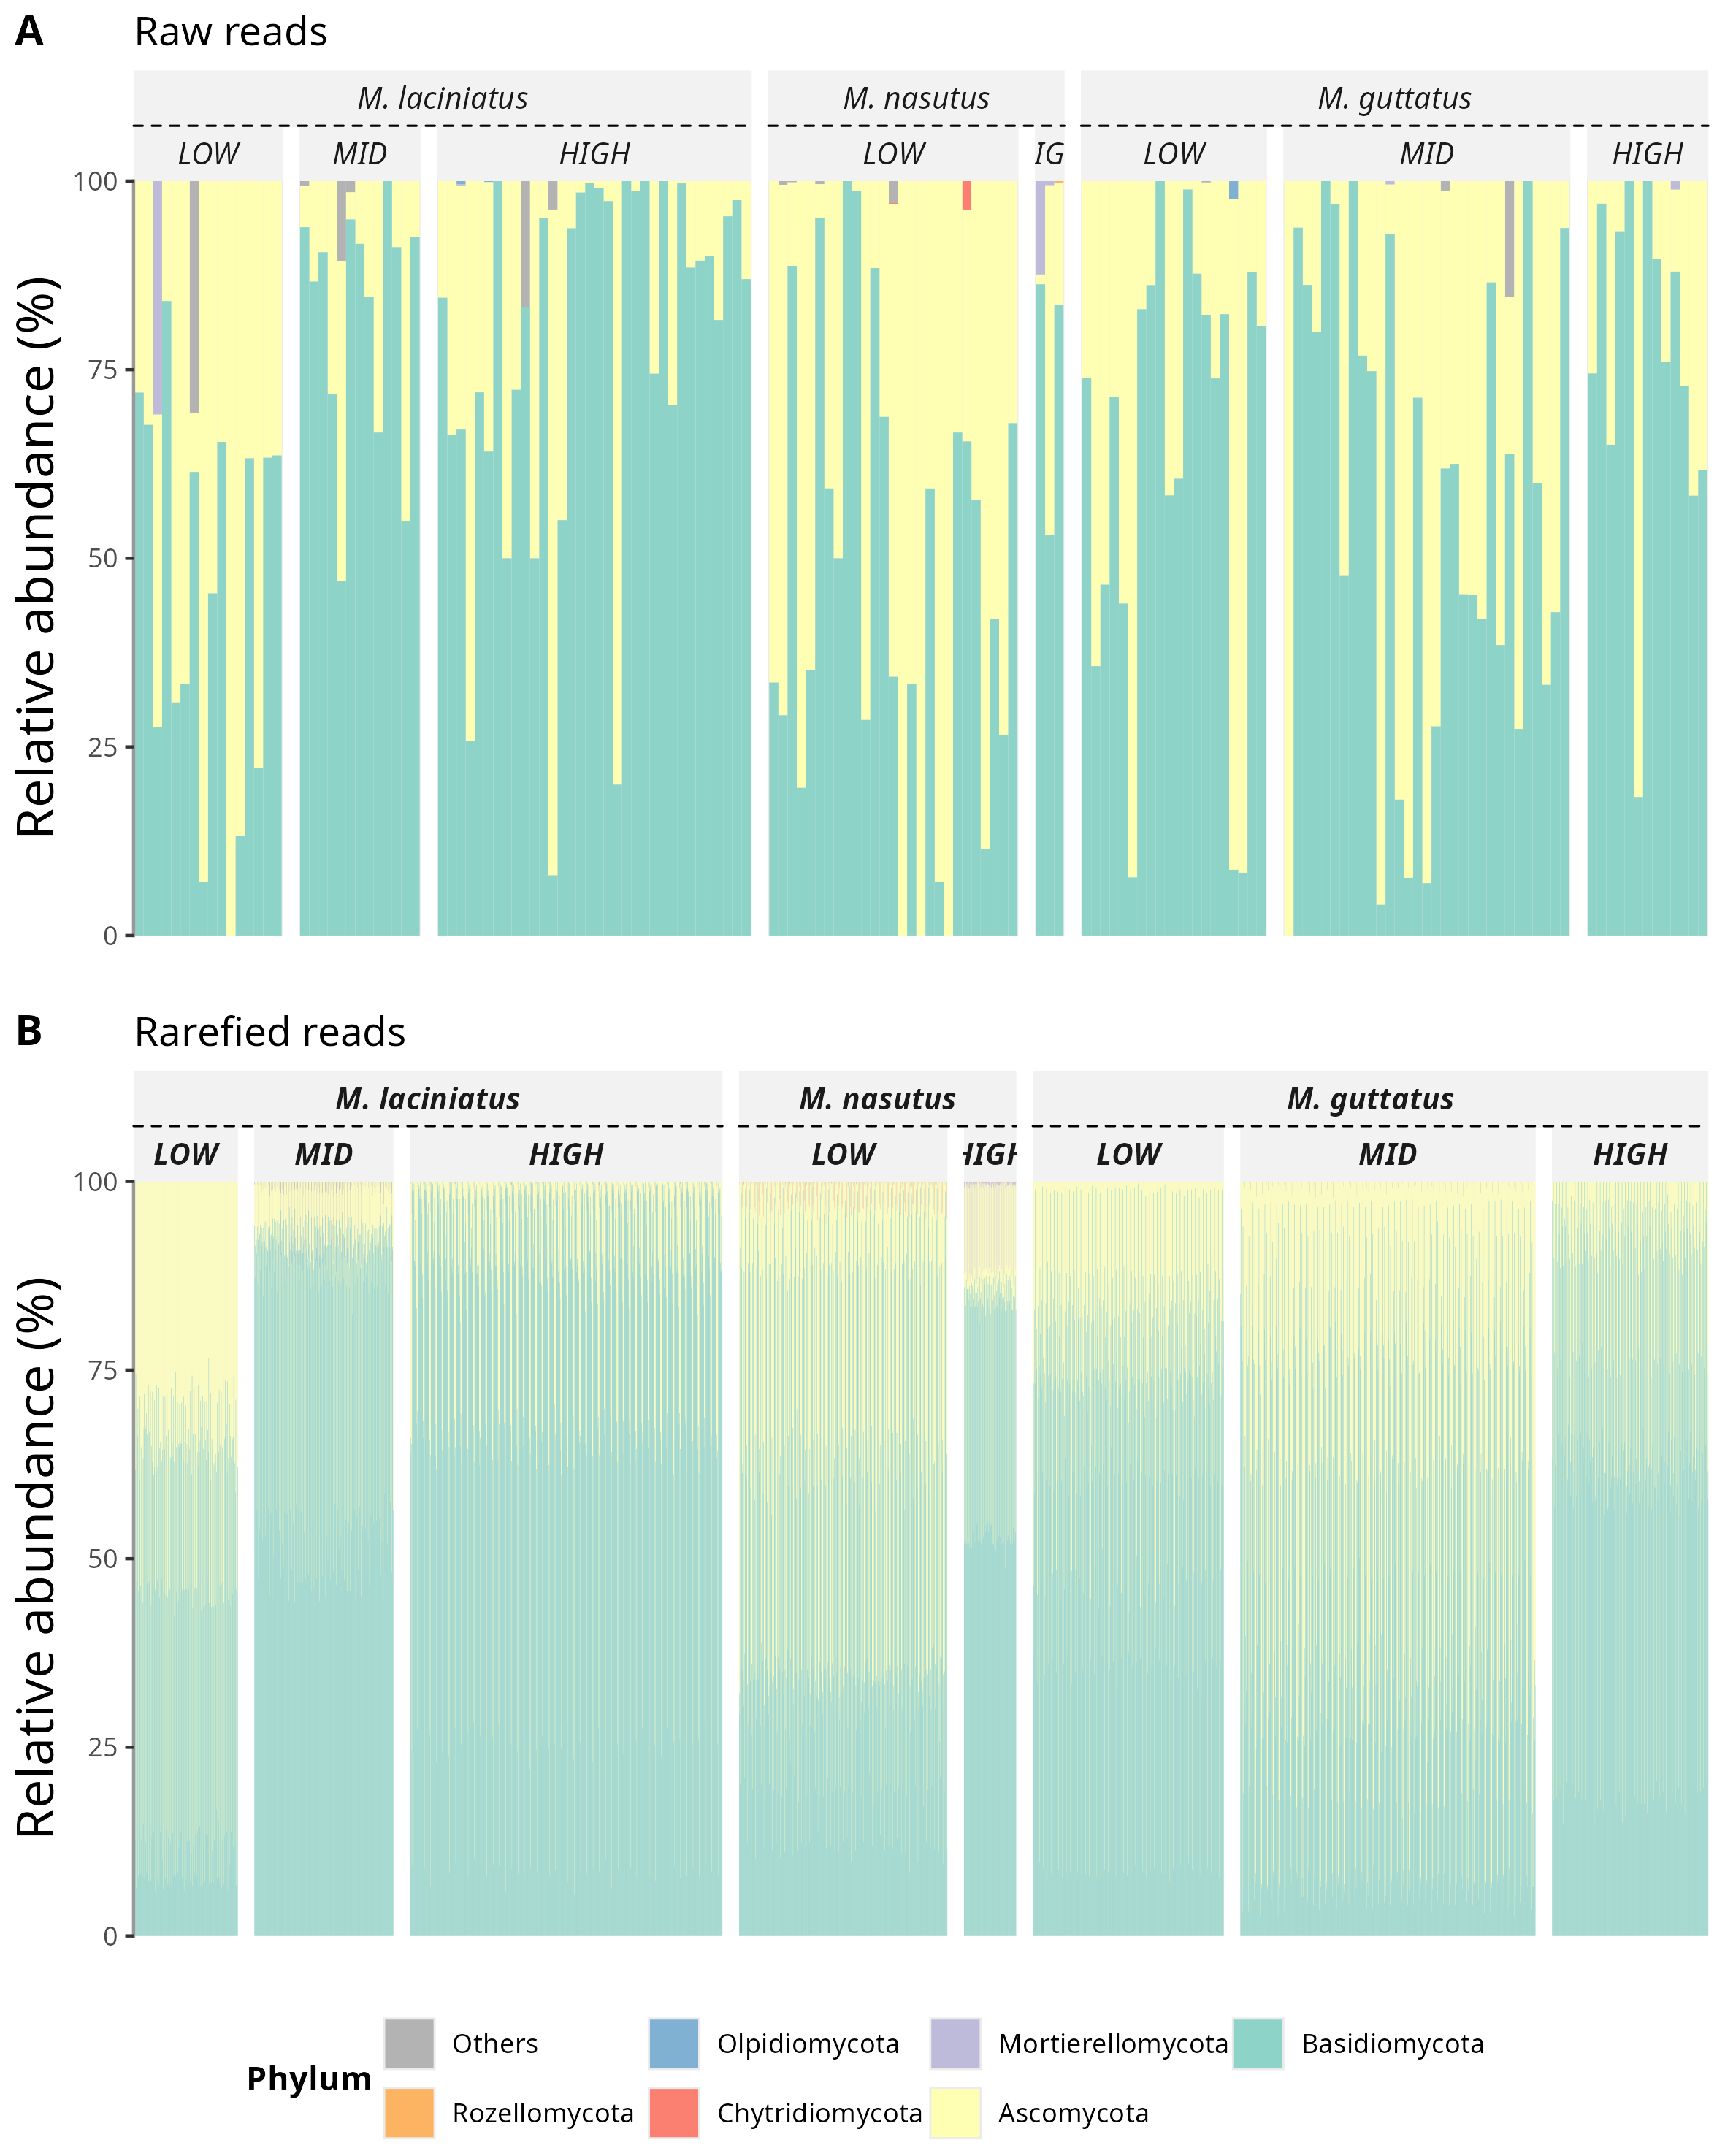 A Raw reads
M. laciniatus M. nasutus M. guttatus
LOW MID HIGH LOW IG LOW MID HIGH
100
75
50
25
0
Relative abundance (%)
B Rarefied reads
M. laciniatus M. nasutus M. guttatus
LOW MID HIGH LOW HIGH LOW MID HIGH
100
75
50
25
0
Relative abundance (%)
Phylum
Others Olpidiomycota Mortierellomycota Basidiomycota
Rozellomycota Chytridiomycota Ascomycota